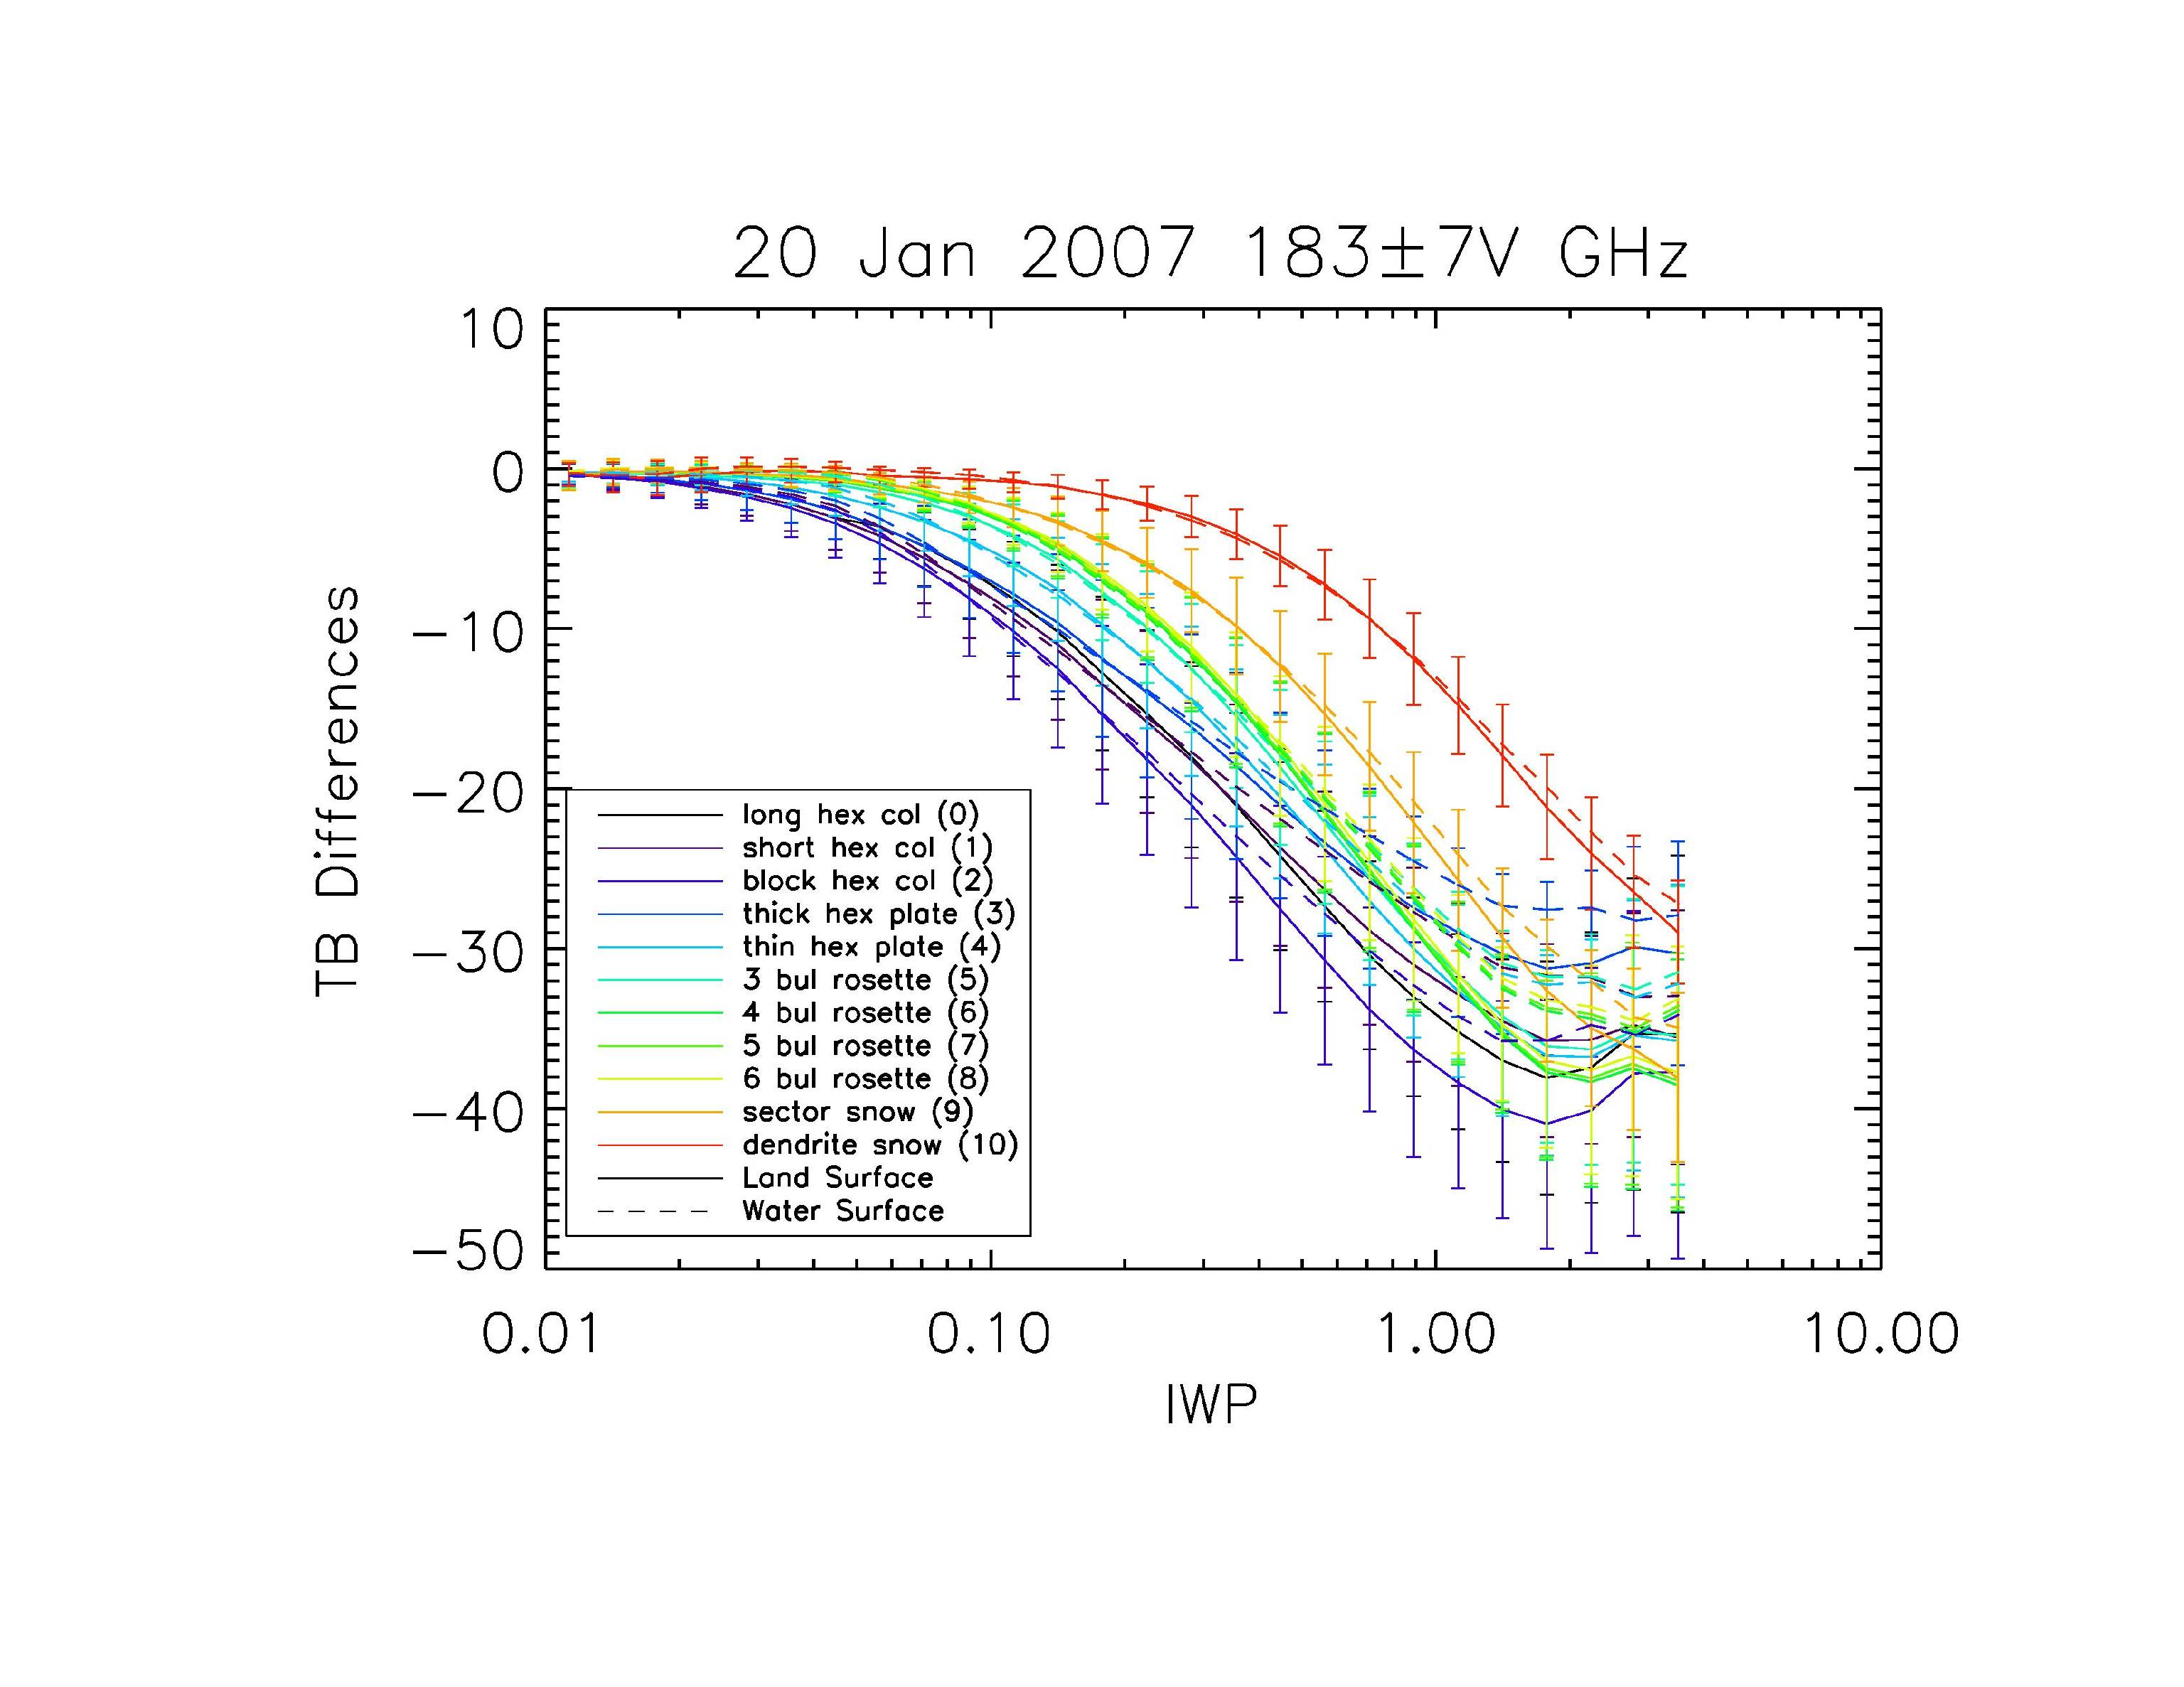 20 Jan 2007 183±7V GHz
10
0
-10
-20
-30
-40
-50
TB Differences
long hex col (0)
short hex col (1)
block hex col (2)
thick hex plate (3)
thin hex plate (4)
3 bul rosette (5)
4 bul rosette (6)
5 bul rosette (7)
6 bul rosette (8)
sector snow (9)
dendrite snow (10)
Land Surface
Water Surface
0.01 0.10 1.00 10.00
IWP